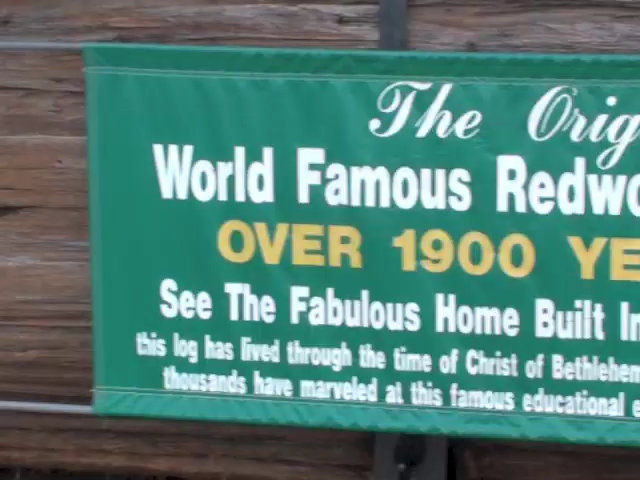 The Orig
World Famous Redwo
OVER 1900 YE
See The Fabulous Home Built In
this log has lived through the time of Christ of Bethlehem
thousands have marveled at this famous educational e